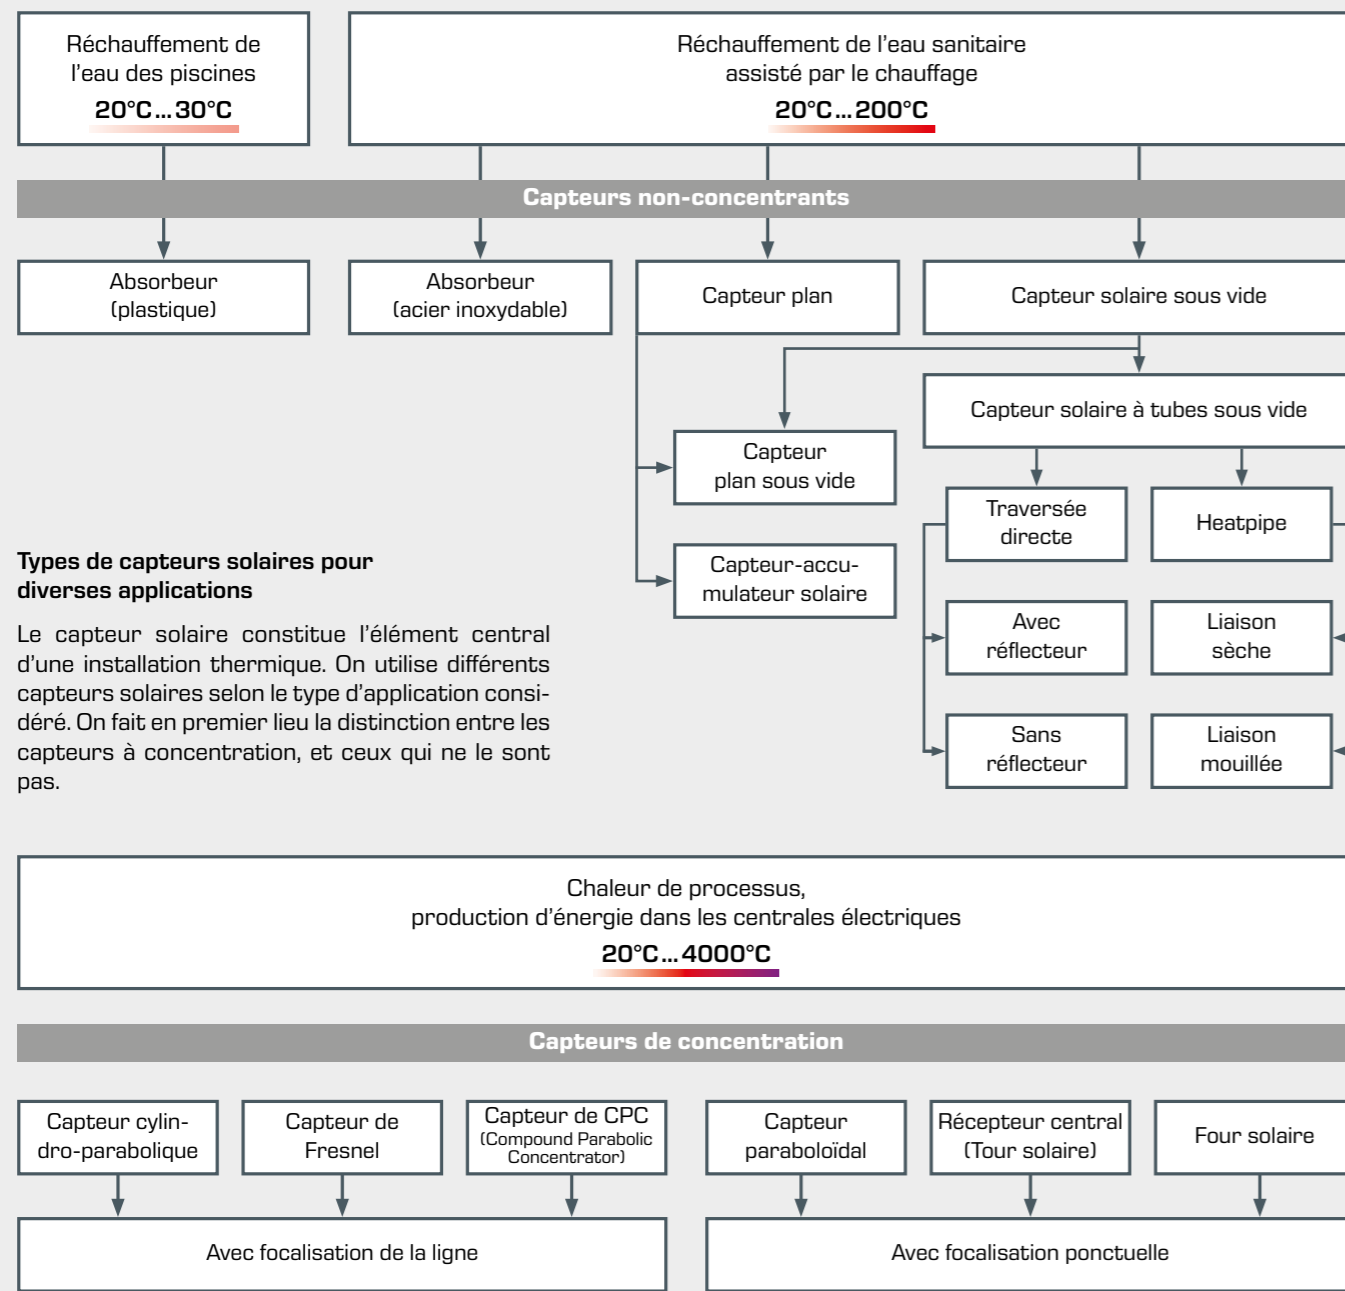 Réchauffement de
l'eau des piscines
20°C...30°C
Réchauffement de l'eau sanitaire
assisté par le chauffage
20°C...200°C
Capteurs non-concentrants
Absorbeur
(plastique)
Absorbeur
(acier inoxydable)
Capteur plan
Capteur solaire sous vide
Capteur solaire à tubes sous vide
Capteur
plan sous vide
Traversée
directe
Heatpipe
Capteur-accu-
mulateur solaire
Avec
réflecteur
Liaison
sèche
Sans
réflecteur
Liaison
mouillée
Types de capteurs solaires pour
diverses applications
Le capteur solaire constitue l'élément central
d'une installation thermique. On utilise différents
capteurs solaires selon le type d'application consi-
déré. On fait en premier lieu la distinction entre les
capteurs à concentration, et ceux qui ne le sont
pas.
Chaleur de processus,
production d'énergie dans les centrales électriques
20°C...4000°C
Capteurs de concentration
Capteur cylin-
dro-parabolique
Capteur de
Fresnel
Capteur de CPC
(Compound Parabolic
Concentrator)
Capteur
paraboloïdal
Récepteur central
(Tour solaire)
Four solaire
Avec focalisation de la ligne
Avec focalisation ponctuelle